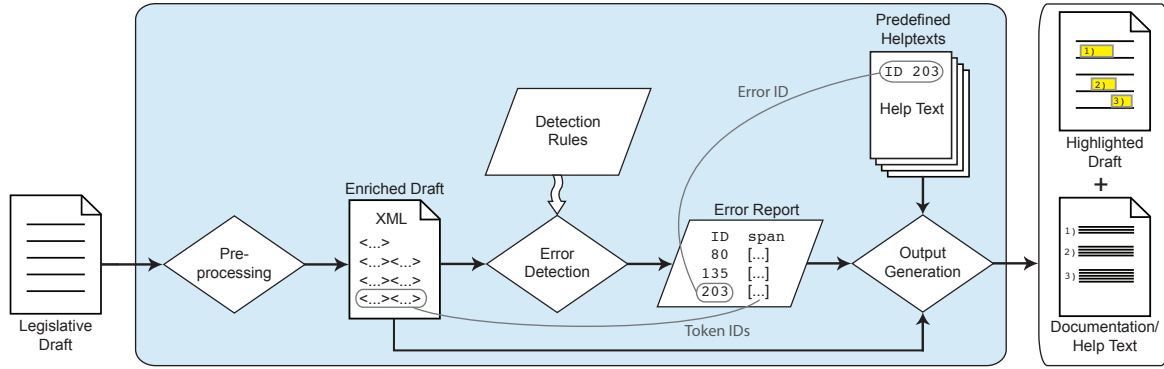 Legislative
Draft
Pre-
processing
Enriched Draft
XML
<...>
<...><...>
<...><...>
<...><...>
Detection
Rules
Error
Detection
Error Report
ID span
80 [...]
135 [...]
203 [...]
Error ID
Token IDs
Predefined
Helptexts
ID 203
Help Text
Output
Generation
1)
2)
3)
Highlighted
Draft
+
1)
2)
3)
Documentation/
Help Text